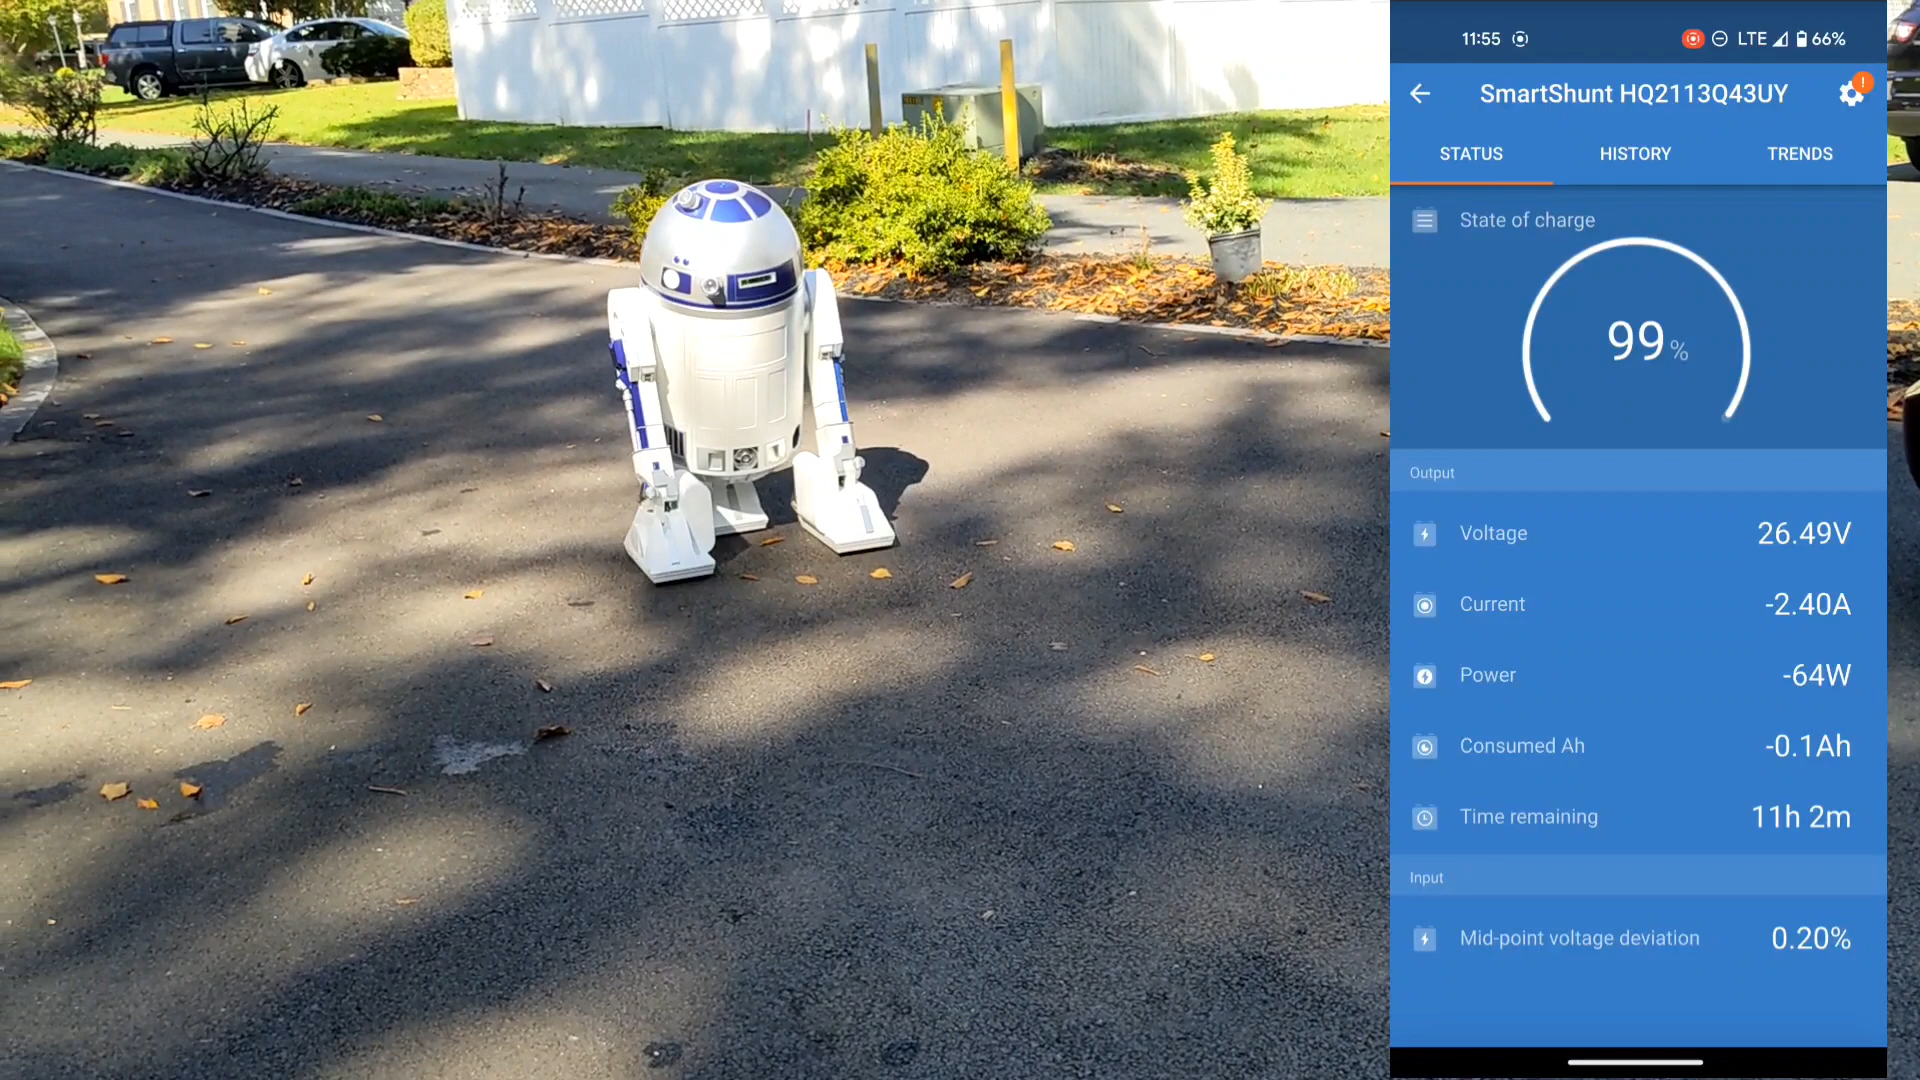 11:55 LTE 66%
SmartShunt HQ2113Q43UY
STATUS HISTORY TRENDS
State of charge
99%
Output
Voltage 26.49V
Current -2.40A
Power -64W
Consumed Ah -0.1Ah
Time remaining 11h 2m
Input
Mid-point voltage deviation 0.20%